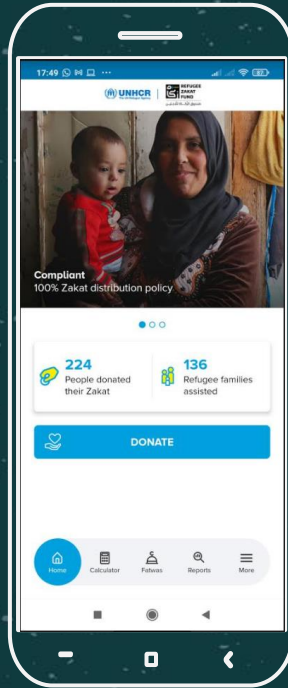 17:49
UNHCR
The UN Refugee Agency
REFUGEE
ZAKAT
FUND
Compliant
100% Zakat distribution policy
224
People donated
their Zakat
136
Refugee families
assisted
DONATE
Home
Calculator
Fatwas
Reports
More